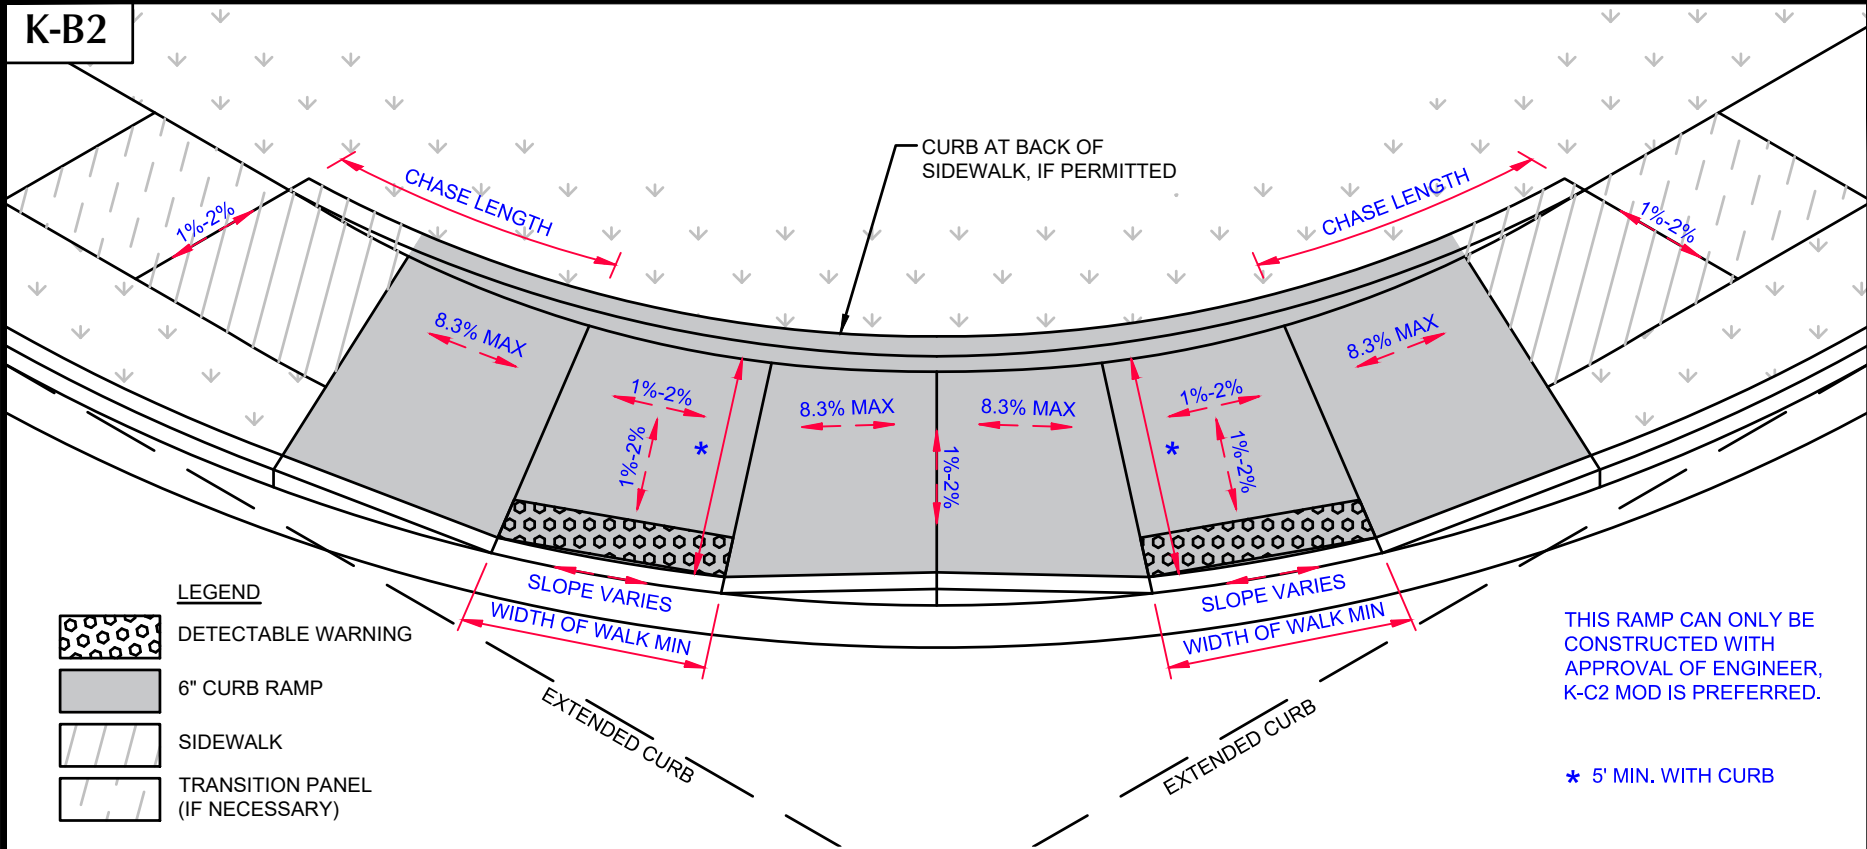 K-B2
CURB AT BACK OF
SIDEWALK, IF PERMITTED
CHASE LENGTH
CHASE LENGTH
1%-2%
1%-2%
8.3% MAX
8.3% MAX
1%-2%
1%-2%
*
8.3% MAX
8.3% MAX
1%-2%
1%-2%
1%-2%
*
SLOPE VARIES
SLOPE VARIES
WIDTH OF WALK MIN
WIDTH OF WALK MIN
EXTENDED CURB
EXTENDED CURB
LEGEND
DETECTABLE WARNING
6" CURB RAMP
SIDEWALK
TRANSITION PANEL
(IF NECESSARY)
THIS RAMP CAN ONLY BE
CONSTRUCTED WITH
APPROVAL OF ENGINEER,
K-C2 MOD IS PREFERRED.
* 5' MIN. WITH CURB